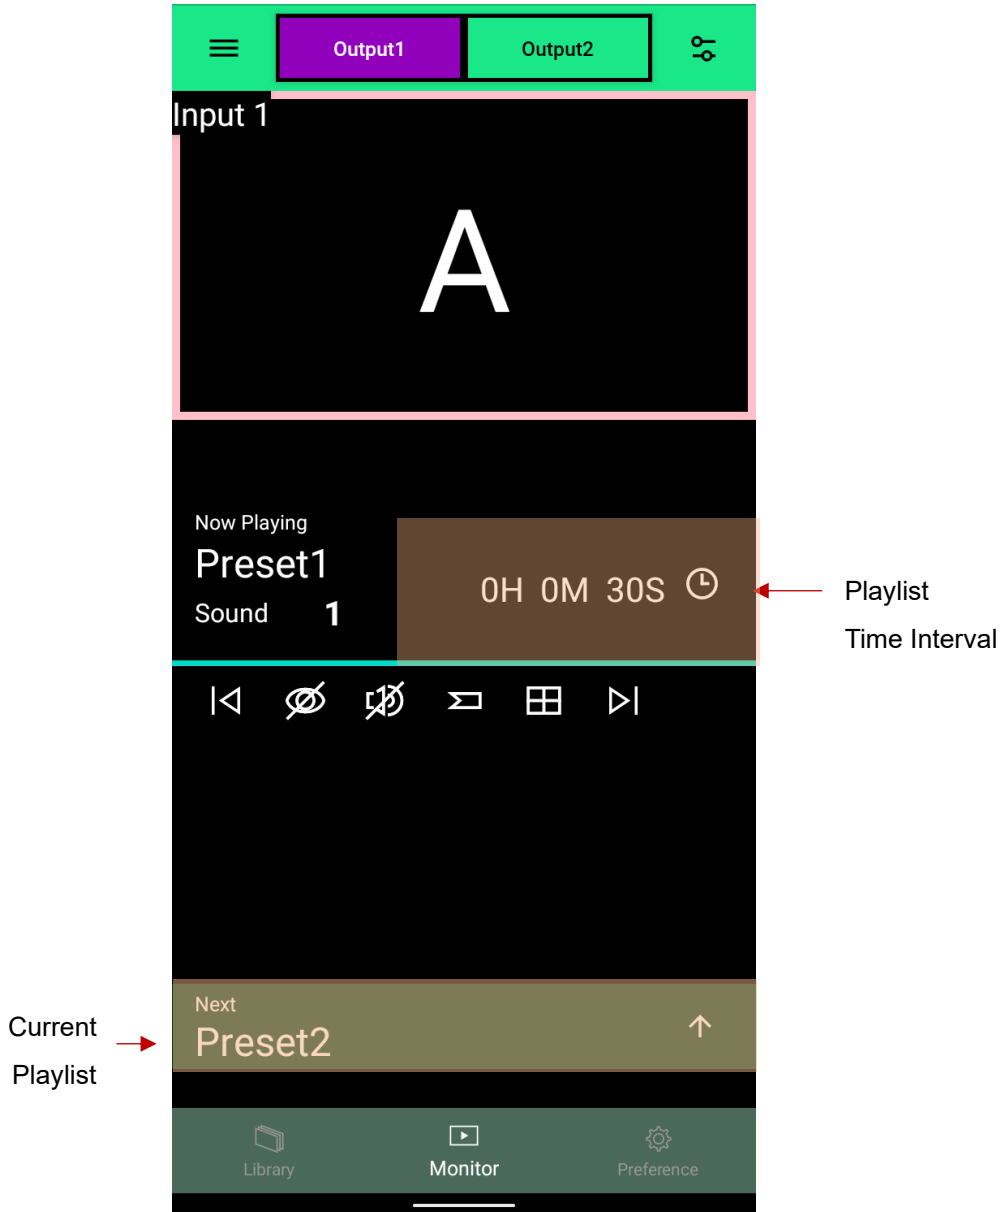 Output1
Output2
Input 1
A
Now Playing
Preset1
Sound 1
0H 0M 30S
Playlist
Time Interval
Next
Preset2
Current
Playlist
Library
Monitor
Preference